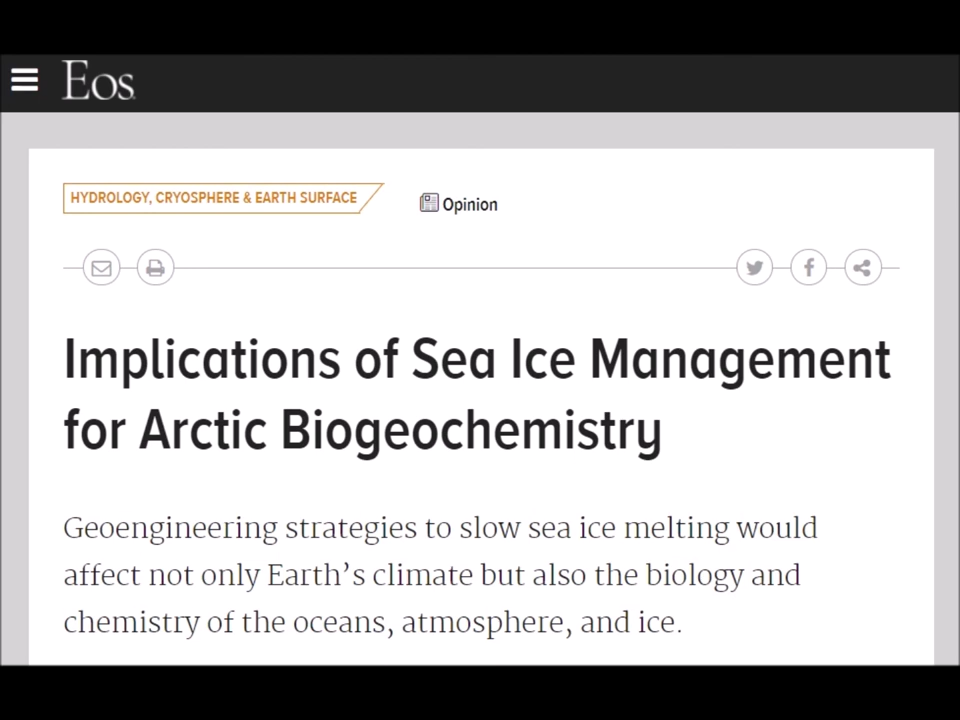 Eos
HYDROLOGY, CRYOSPHERE & EARTH SURFACE
Opinion
Implications of Sea Ice Management
for Arctic Biogeochemistry
Geoengineering strategies to slow sea ice melting would
affect not only Earth’s climate but also the biology and
chemistry of the oceans, atmosphere, and ice.